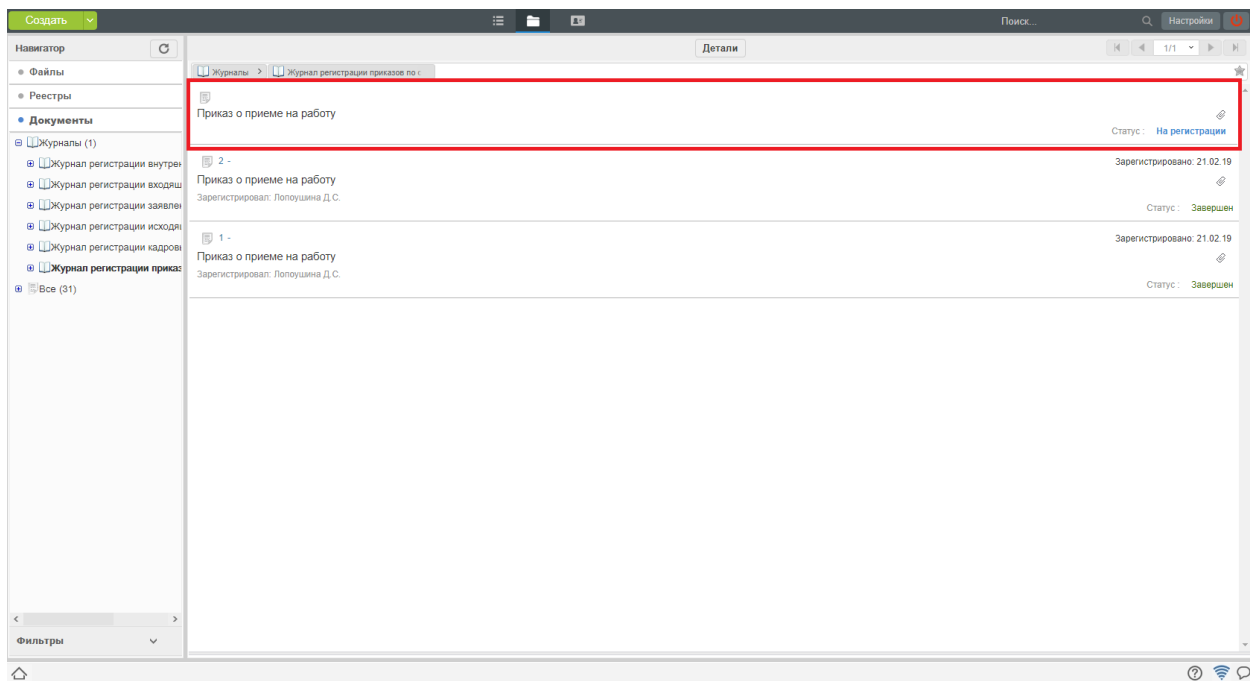 Создать
Поиск...
Настройки
Навигатор
Детали
1/1
Файлы
Журналы
Журнал регистрации приказов по с
Реестры
Документы
Журналы (1)
Журнал регистрации внутрен
Журнал регистрации входящ
Журнал регистрации заявлен
Журнал регистрации исходя
Журнал регистрации кадров
Журнал регистрации приказ
Все (31)
Фильтры
Приказ о приеме на работу
Статус : На регистрации
2 -
Зарегистрировано: 21.02.19
Приказ о приеме на работу
Зарегистрировал: Лопоушина Д.С.
Статус : Завершен
1 -
Зарегистрировано: 21.02.19
Приказ о приеме на работу
Зарегистрировал: Лопоушина Д.С.
Статус : Завершен